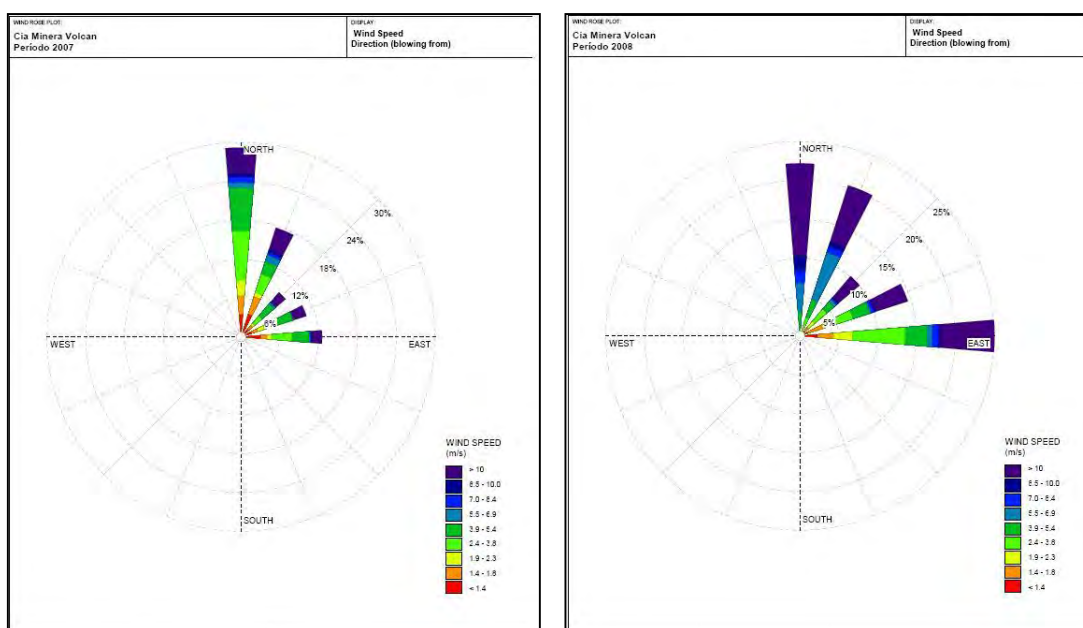 WIND ROSE PLOT:
Cia Minera Volcan
Período 2007
DISPLAY:
Wind Speed
Direction (blowing from)
NORTH
30%
24%
18%
12%
6%
WEST
EAST
SOUTH
WIND SPEED
(m/s)
> 10
8.5 - 10.0
7.0 - 8.4
5.5 - 6.9
3.9 - 5.4
2.4 - 3.8
1.9 - 2.3
1.4 - 1.8
< 1.4
WIND ROSE PLOT:
Cia Minera Volcan
Periodo 2008
DISPLAY:
Wind Speed
Direction (blowing from)
NORTH
25%
20%
15%
10%
5%
WEST
EAST
SOUTH
WIND SPEED
(m/s)
> 10
8.5 - 10.0
7.0 - 8.4
5.5 - 6.9
3.9 - 5.4
2.4 - 3.8
1.9 - 2.3
1.4 - 1.8
< 1.4